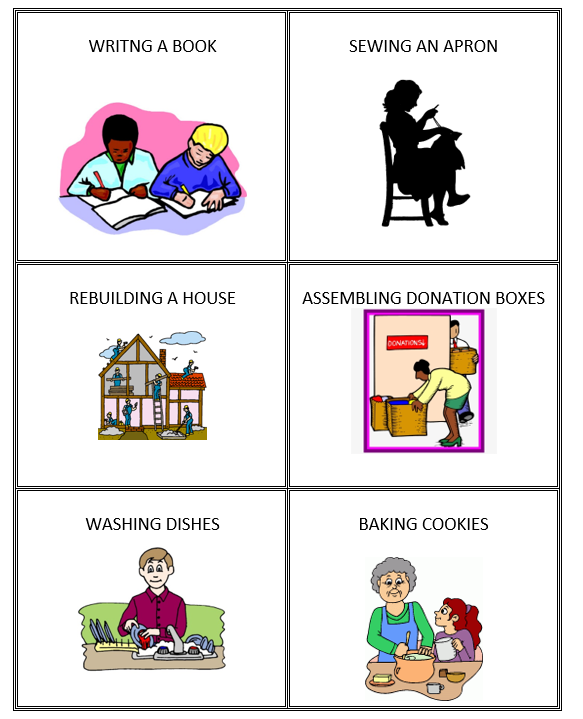 WRITNG A BOOK
SEWING AN APRON
REBUILDING A HOUSE
ASSEMBLING DONATION BOXES
DONATIONS
WASHING DISHES
BAKING COOKIES